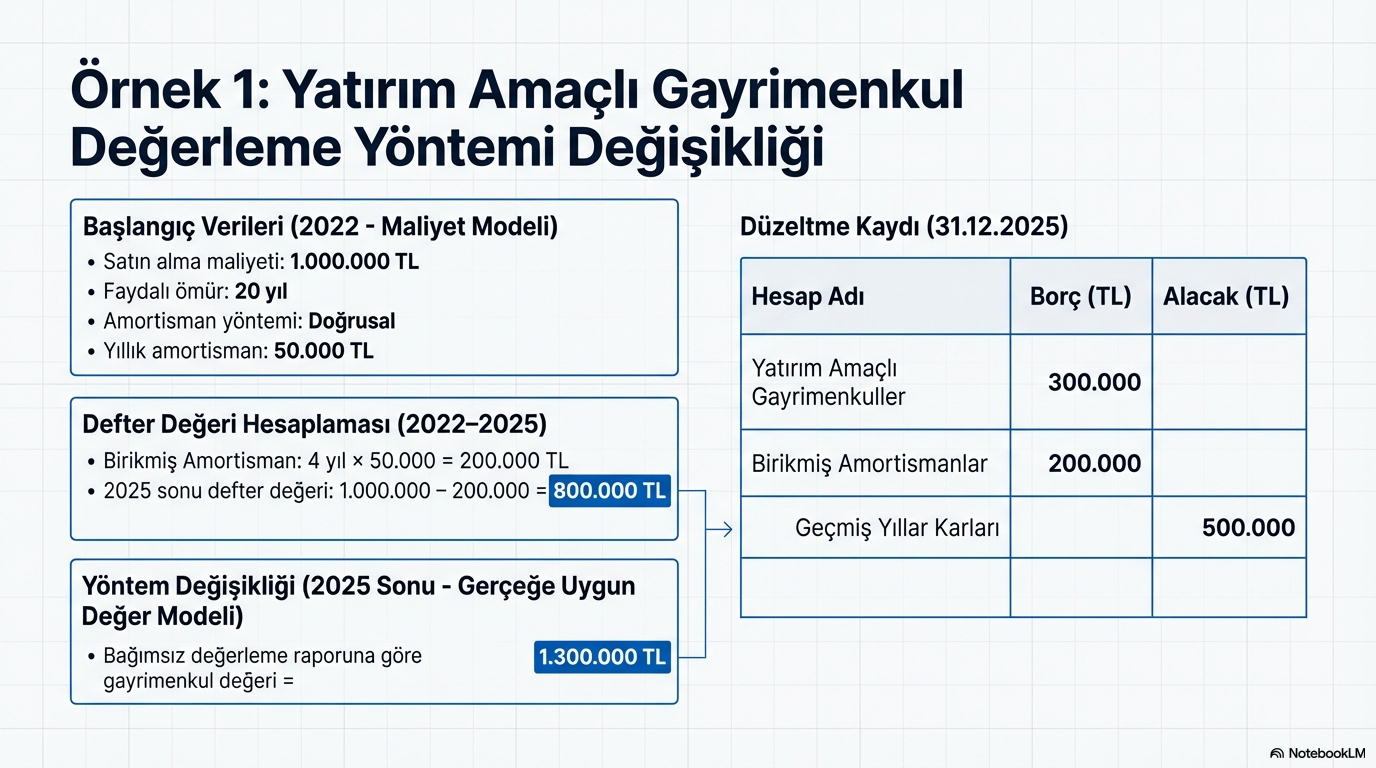 Örnek 1: Yatırım Amaçlı Gayrimenkul
Değerleme Yöntemi Değişikliği
Başlangıç Verileri (2022 - Maliyet Modeli)
• Satın alma maliyeti: 1.000.000 TL
• Faydalı ömür: 20 yıl
• Amortisman yöntemi: Doğrusal
• Yıllık amortisman: 50.000 TL
Defter Değeri Hesaplaması (2022–2025)
• Birikmiş Amortisman: 4 yıl × 50.000 = 200.000 TL
• 2025 sonu defter değeri: 1.000.000 – 200.000 = 800.000 TL
Yöntem Değişikliği (2025 Sonu - Gerçeğe Uygun
Değer Modeli)
• Bağımsız değerleme raporuna göre
gayrimenkul değeri =
1.300.000 TL
Düzeltme Kaydı (31.12.2025)
Hesap Adı Borç (TL) Alacak (TL)
Yatırım Amaçlı
Gayrimenkuller
300.000
Birikmiş Amortismanlar 200.000
Geçmiş Yıllar Karları 500.000
NotebookLM